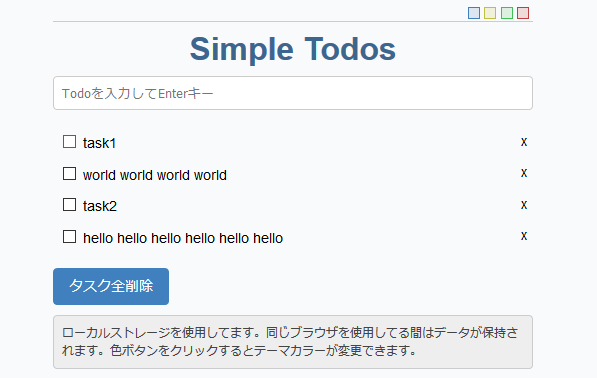 Simple Todos
Todoを入力してEnterキー
task1 x
world world world world x
task2 x
hello hello hello hello hello hello x
タスク全削除
ローカルストレージを使用してます。同じブラウザを使用してる間はデータが保持さ
れます。色ボタンをクリックするとテーマカラーが変更できます。